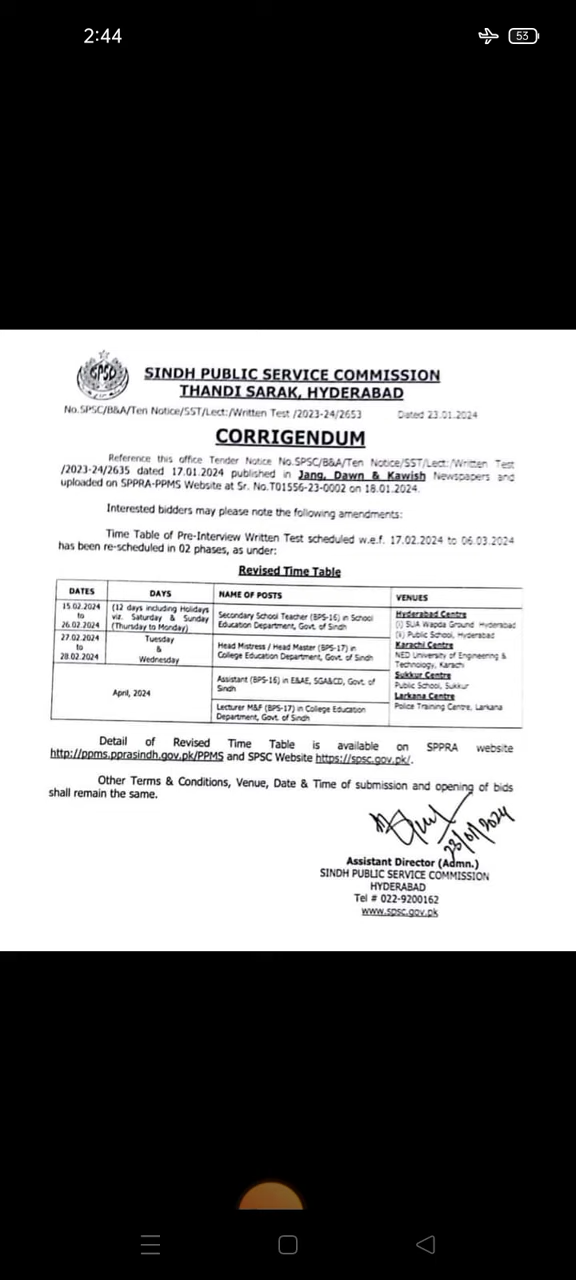 2:44
53
SPSC
SINDH PUBLIC SERVICE COMMISSION
THANDI SARAK, HYDERABAD
No.SPSC/B&A/Ten Notice/SST/Lect:/Written Test /2023-24/2653 Dated 23.01.2024
CORRIGENDUM
Reference this office Tender Notice No.SPSC/B&A/Ten Notice/SST/Lect:/Written Test
/2023-24/2635 dated 17.01.2024 published in Jang, Dawn & Kawish Newspapers and
uploaded on SPPRA-PPMS Website at Sr. No.T01556-23-0002 on 18.01.2024.
Interested bidders may please note the following amendments:
Time Table of Pre-Interview Written Test scheduled w.e.f. 17.02.2024 to 06.03.2024
has been re-scheduled in 02 phases, as under:
Revised Time Table
DATES DAYS NAME OF POSTS VENUES
15.02.2024
to
26.02.2024
(12 days including Holidays
viz. Saturday & Sunday
(Thursday to Monday)
Secondary School Teacher (BPS-16) in School
Education Department, Govt. of Sindh
27.02.2024
to
28.02.2024
Tuesday
&
Wednesday
Head Mistress / Head Master (BPS-17) in
College Education Department, Govt. of Sindh
April, 2024
Assistant (BPS-16) in E&AE, SGA&CD, Govt. of
Sindh
Lecturer M&F (BPS-17) in College Education
Department, Govt. of Sindh
Hyderabad Centre
(i) SUA Wapda Ground Hyderabad
(ii) Public School, Hyderabad
Karachi Centre
NED University of Engineering &
Technology, Karachi
Sukkur Centre
Public School, Sukkur
Larkana Centre
Police Training Centre, Larkana
Detail of Revised Time Table is available on SPPRA website
http://ppms.pprasindh.gov.pk/PPMS and SPSC Website https://spsc.gov.pk/.
Other Terms & Conditions, Venue, Date & Time of submission and opening of bids
shall remain the same.
23/01/2024
Assistant Director (Admn.)
SINDH PUBLIC SERVICE COMMISSION
HYDERABAD
Tel # 022-9200162
www.spsc.gov.pk